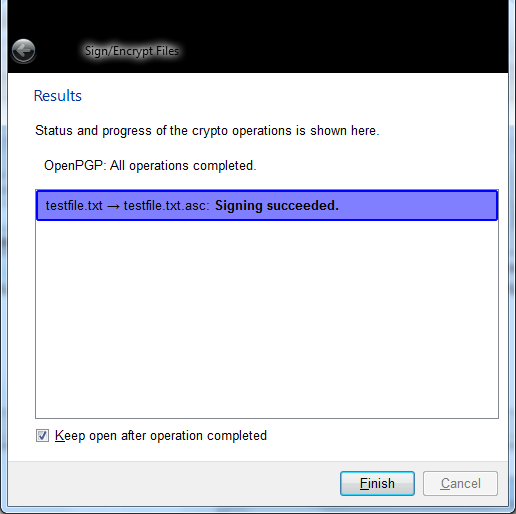 Sign/Encrypt Files
Results
Status and progress of the crypto operations is shown here.
OpenPGP: All operations completed.
testfile.txt → testfile.txt.asc: Signing succeeded.
Keep open after operation completed
Finish
Cancel